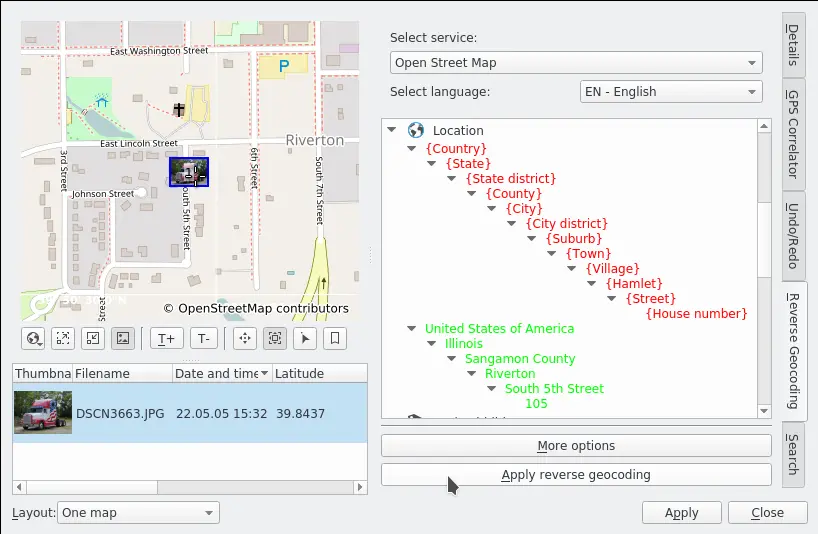 East Washington Street
P
East Lincoln Street
Riverton
3rd Street
6th Street
South 7th Street
Johnson Street
South 5th Street
Street
© OpenStreetMap contributors
T+
T-
Thumbna Filename Date and time Latitude
DSCN3663.JPG 22.05.05 15:32 39.8437
Layout: One map
Select service:
Open Street Map
Select language: EN - English
Location
{Country}
{State}
{State district}
{County}
{City}
{City district}
{Suburb}
{Town}
{Village}
{Hamlet}
{Street}
{House number}
United States of America
Illinois
Sangamon County
Riverton
South 5th Street
105
More options
Apply reverse geocoding
Apply Close
Details
GPS Correlator
Undo/Redo
Reverse Geocoding
Search